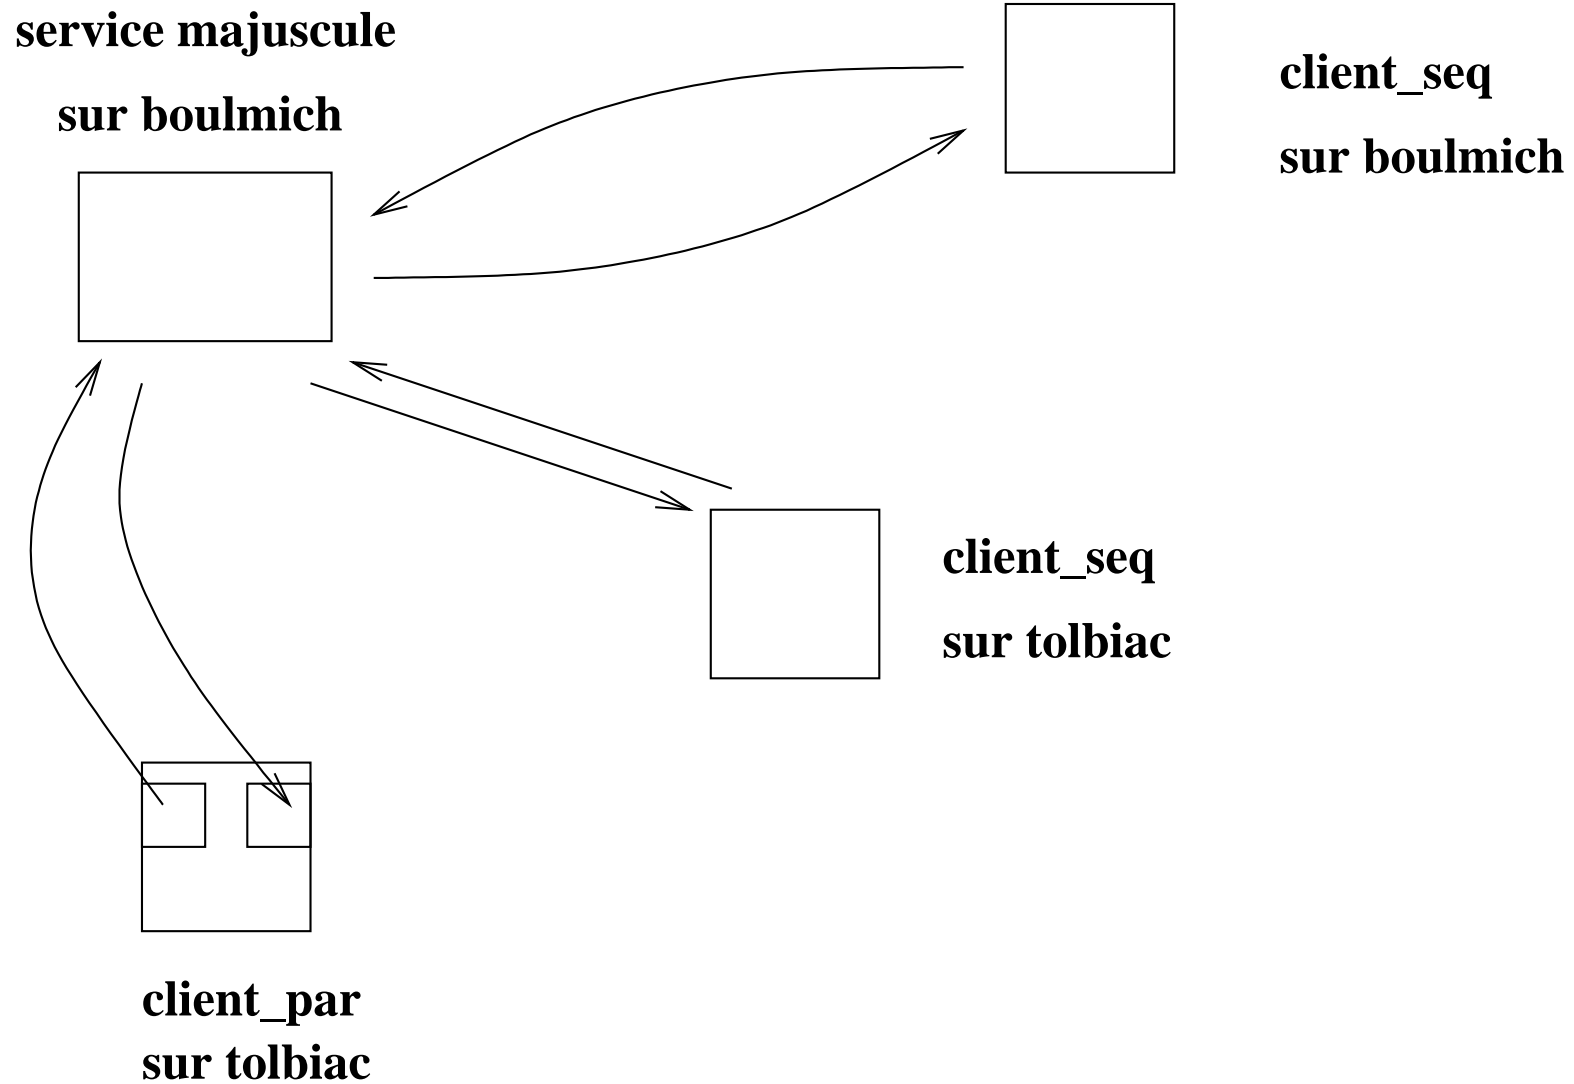 service majuscule
sur boulmich
client_seq
sur boulmich
client_seq
sur tolbiac
client_par
sur tolbiac